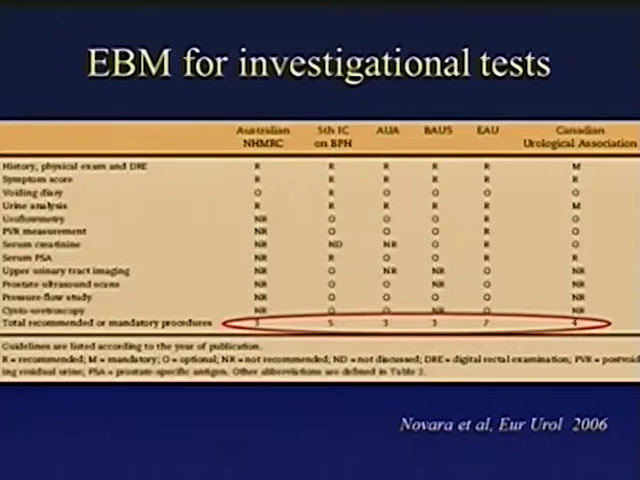 EBM for investigational tests
Australian NHMRC 5th IC on BPH AUA BAUS EAU Canadian Urological Association
History, physical exam and DRE R R R R R M
Symptom score R R R R R R
Voiding diary O R O O O O
Urine analysis R R R R R M
Uroflowmetry NR O O O R O
PVR measurement NR O O O R O
Serum creatinine NR ND NR O R O
Serum PSA NR R O O R R
Upper urinary tract imaging NR O NR NR O NR
Prostate ultrasound scans NR O O NR O NR
Pressure-flow study NR O O O O NR
NR O O NR O NR
Total recommended or mandatory procedures 3 5 3 3 7 4
Guidelines are listed according to the year of publication.
R = recommended; M = mandatory; O = optional; NR = not recommended; ND = not discussed; DRE = digital rectal examination; PVR = postvoid-
ing residual urine; PSA = prostate-specific antigen. Other abbreviations are defined in Table 2.
Novara et al, Eur Urol 2006